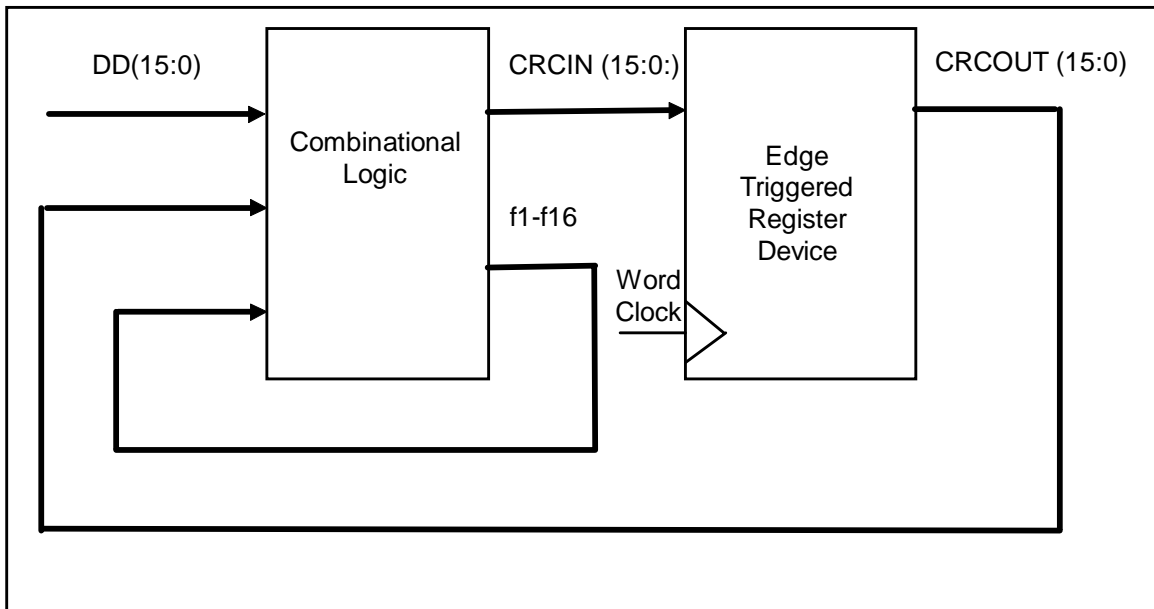 DD(15:0)
CRCIN (15:0:)
CRCOUT (15:0)
Combinational
Logic
Edge
Triggered
Register
Device
f1-f16
Word
Clock